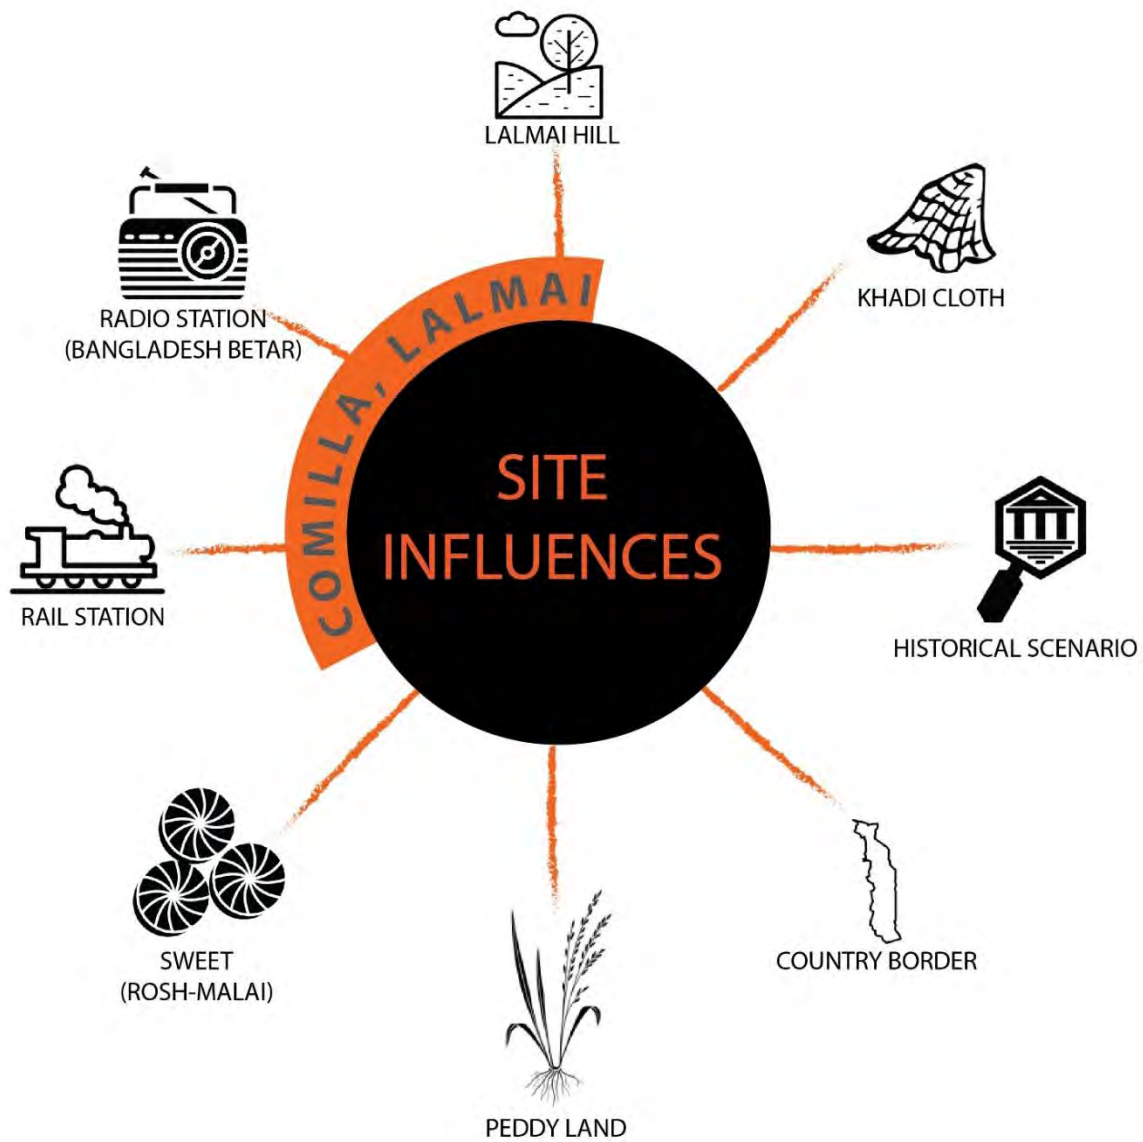 LALMAI HILL
KHADI CLOTH
RADIO STATION
(BANGLADESH BETAR)
COMILLA, LALMAI
SITE
INFLUENCES
RAIL STATION
HISTORICAL SCENARIO
SWEET
(ROSH-MALAI)
COUNTRY BORDER
PEDDY LAND